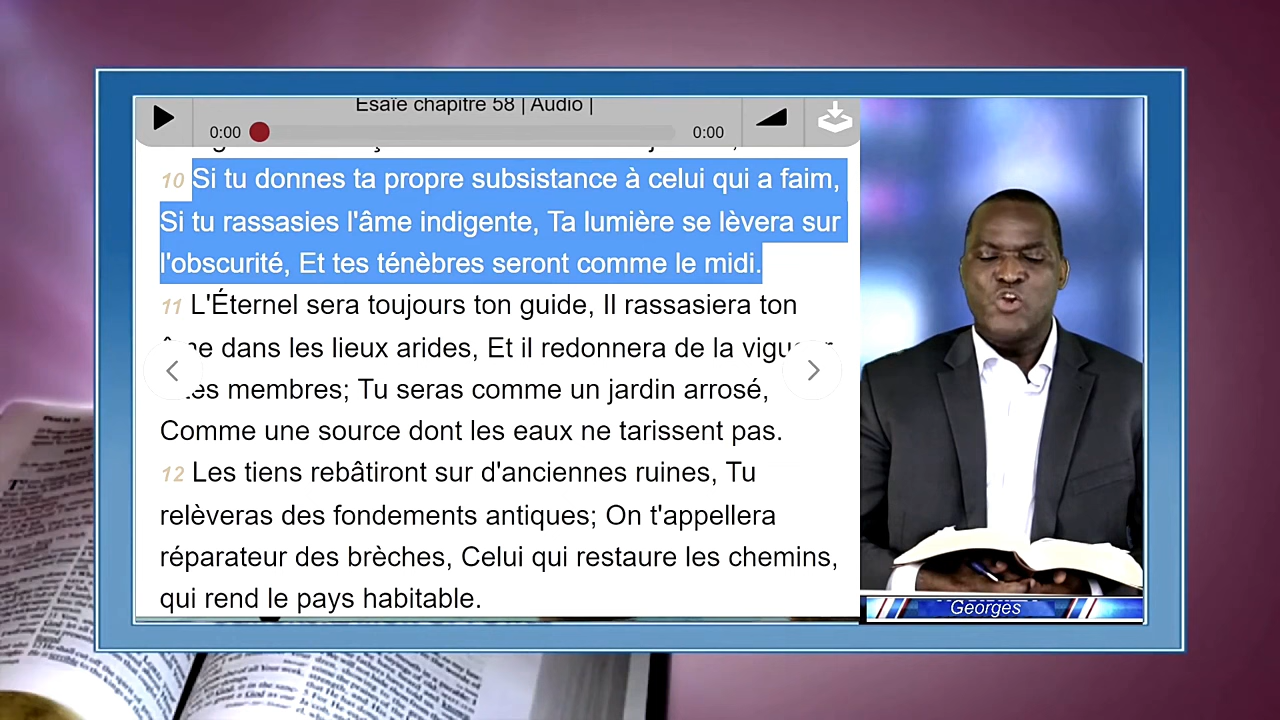 Esaïe chapitre 58 | Audio |
0:00
0:00
10 Si tu donnes ta propre subsistance à celui qui a faim,
Si tu rassasies l'âme indigente, Ta lumière se lèvera sur
l'obscurité, Et tes ténèbres seront comme le midi.
11 L'Éternel sera toujours ton guide, Il rassasiera ton
âme dans les lieux arides, Et il redonnera de la vigueur
membres; Tu seras comme un jardin arrosé,
Comme une source dont les eaux ne tarissent pas.
12 Les tiens rebâtiront sur d'anciennes ruines, Tu
relèveras des fondements antiques; On t'appellera
réparateur des brèches, Celui qui restaure les chemins,
qui rend le pays habitable.
Georges